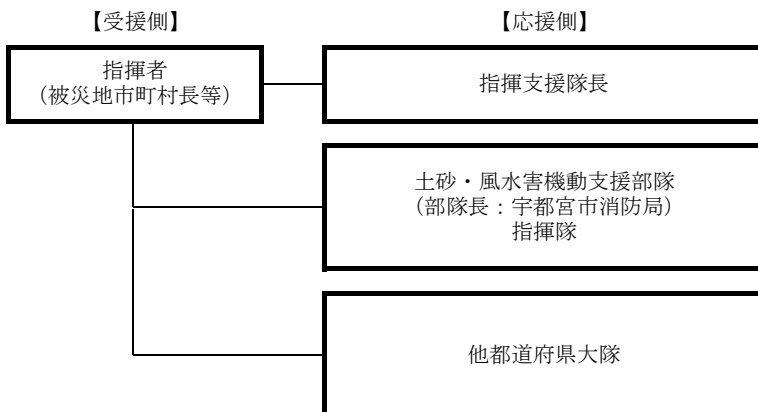 【受援側】
【応援側】
指揮者
（被災地市町村長等）
指揮支援隊長
土砂・風水害機動支援部隊
（部隊長：宇都宮市消防局）
指揮隊
他都道府県大隊